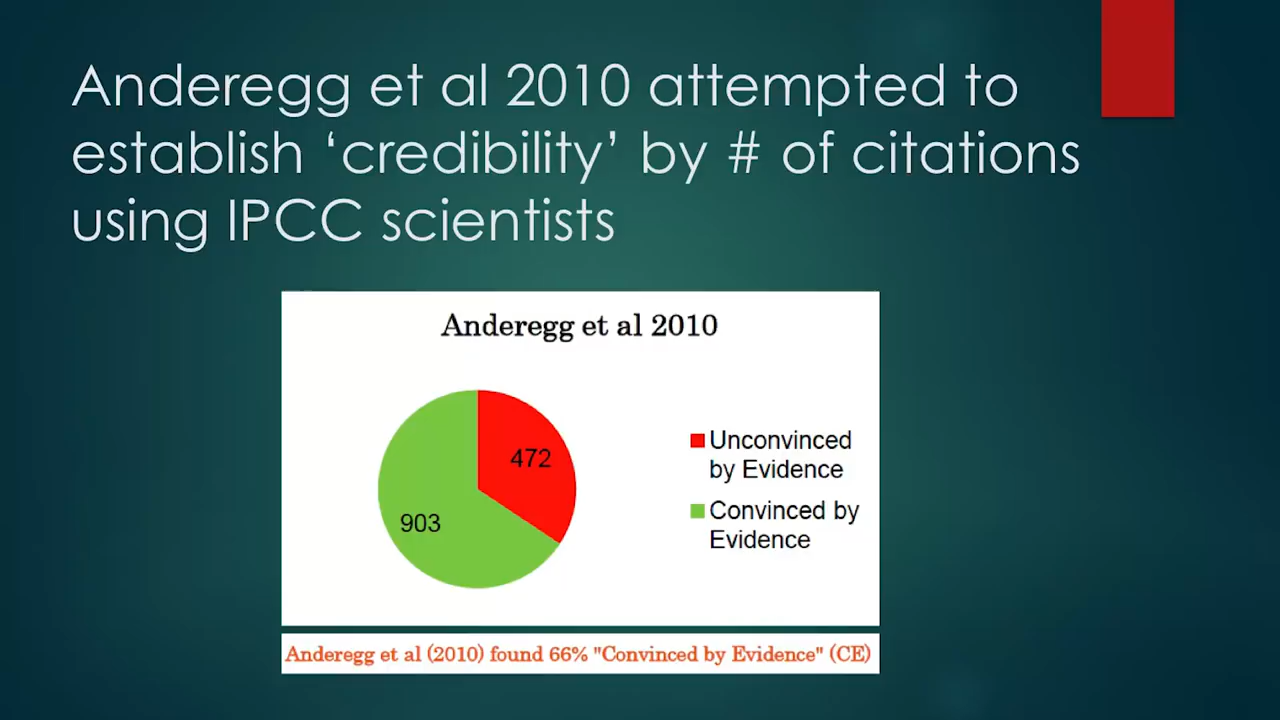 Anderegg et al 2010 attempted to
establish ‘credibility’ by # of citations
using IPCC scientists
Anderegg et al 2010
472
903
Unconvinced
by Evidence
Convinced by
Evidence
Anderegg et al (2010) found 66% "Convinced by Evidence" (CE)